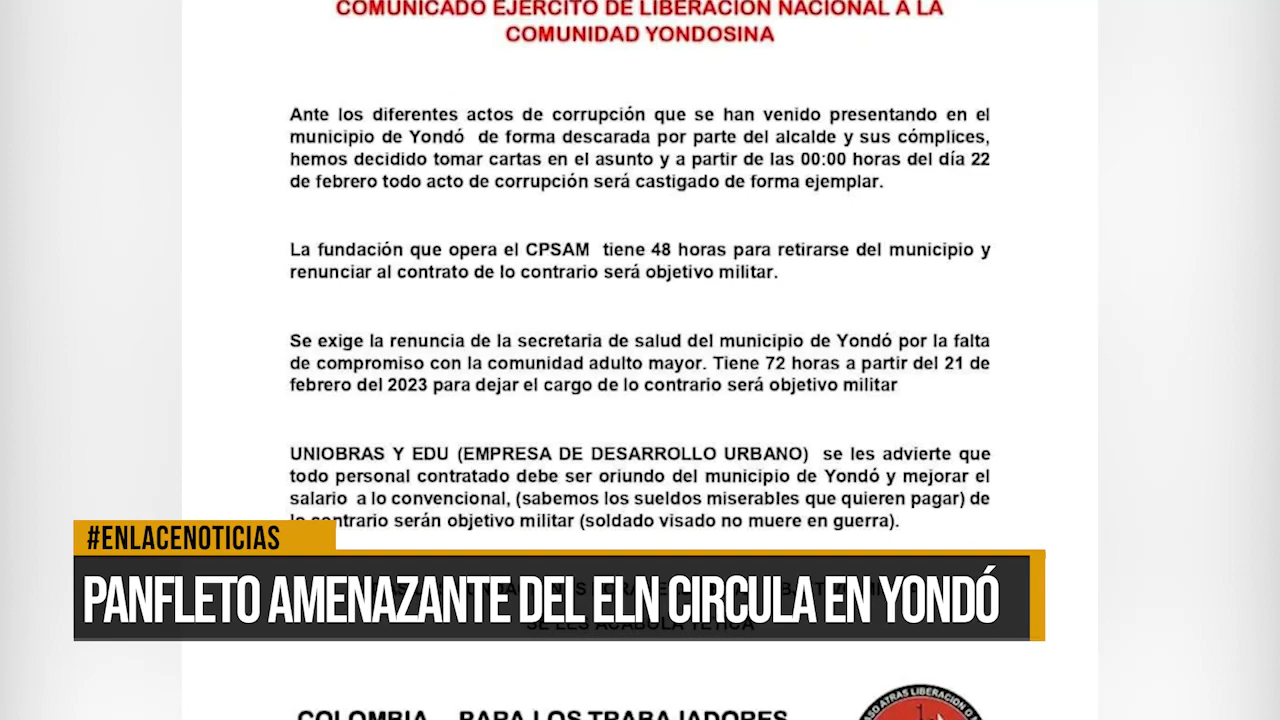 COMUNICADO EJERCITO DE LIBERACION NACIONAL A LA
COMUNIDAD YONDOSINA
Ante los diferentes actos de corrupción que se han venido presentando en el
municipio de Yondó de forma descarada por parte del alcalde y sus cómplices,
hemos decidido tomar cartas en el asunto y a partir de las 00:00 horas del día 22
de febrero todo acto de corrupción será castigado de forma ejemplar.
La fundación que opera el CPSAM tiene 48 horas para retirarse del municipio y
renunciar al contrato de lo contrario será objetivo militar.
Se exige la renuncia de la secretaria de salud del municipio de Yondó por la falta
de compromiso con la comunidad adulto mayor. Tiene 72 horas a partir del 21 de
febrero del 2023 para dejar el cargo de lo contrario será objetivo militar
UNIOBRAS Y EDU (EMPRESA DE DESARROLLO URBANO) se les advierte que
todo personal contratado debe ser oriundo del municipio de Yondó y mejorar el
salario a lo convencional, (sabemos los sueldos miserables que quieren pagar) de
lo contrario serán objetivo militar (soldado visado no muere en guerra).
#ENLACENOTICIAS
PANFLETO AMENAZANTE DEL ELN CIRCULA EN YONDÓ
SE LES ACABO LA TETICA
COLOMBIA PARA LOS TRABAJADORES
ATRAS LIBERACION O